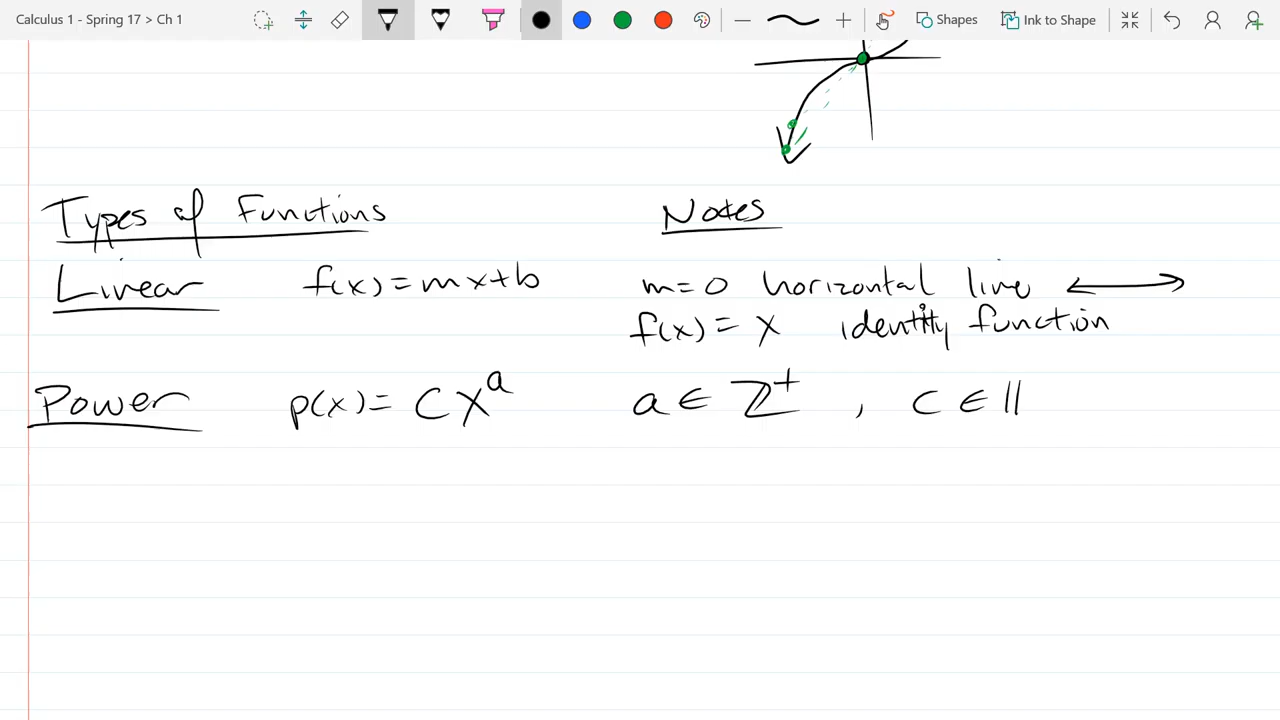 Calculus 1 - Spring 17 > Ch 1 Shapes Ink to Shape
Types of Functions Notes
Linear f(x) = mx+b m=0 horizontal line ↔
f(x) = x identity function
Power p(x) = Cx^a a ∈ ℤ^+ , C ∈ ||